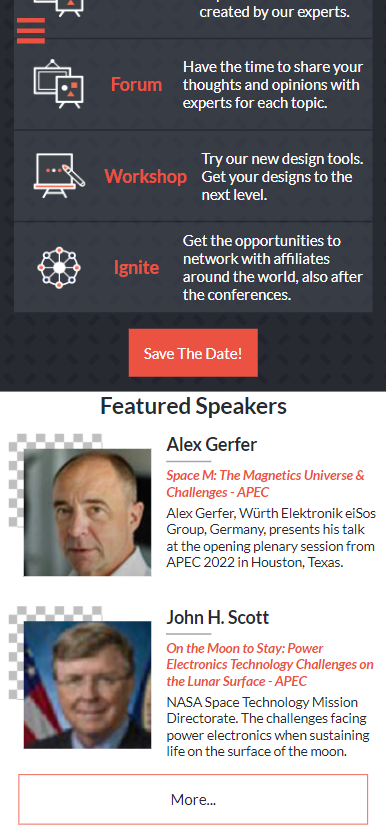 created by our experts.
Forum
Have the time to share your
thoughts and opinions with
experts for each topic.
Workshop
Try our new design tools.
Get your designs to the
next level.
Ignite
Get the opportunities to
network with affiliates
around the world, also after
the conferences.
Save The Date!
Featured Speakers
Alex Gerfer
Space M: The Magnetics Universe &
Challenges - APEC
Alex Gerfer, Würth Elektronik eiSos
Group, Germany, presents his talk
at the opening plenary session from
APEC 2022 in Houston, Texas.
John H. Scott
On the Moon to Stay: Power
Electronics Technology Challenges on
the Lunar Surface - APEC
NASA Space Technology Mission
Directorate. The challenges facing
power electronics when sustaining
life on the surface of the moon.
More...